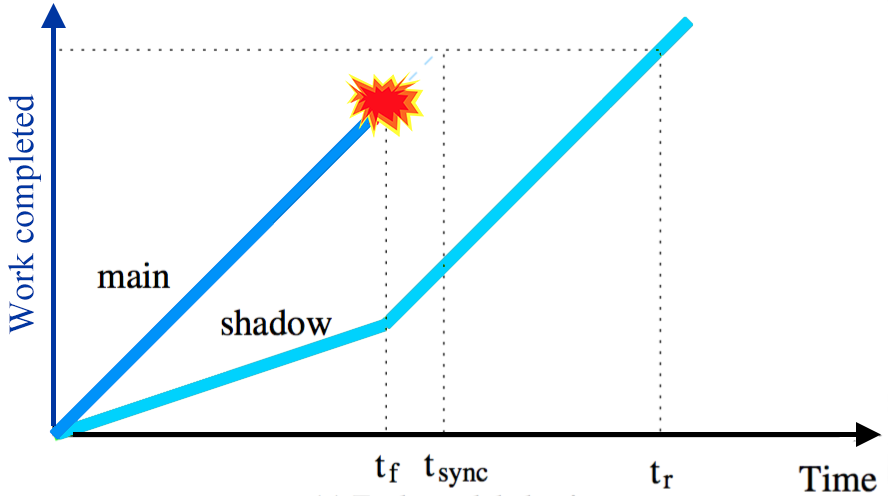 Work completed
main
shadow
t_f
t_sync
t_r
Time